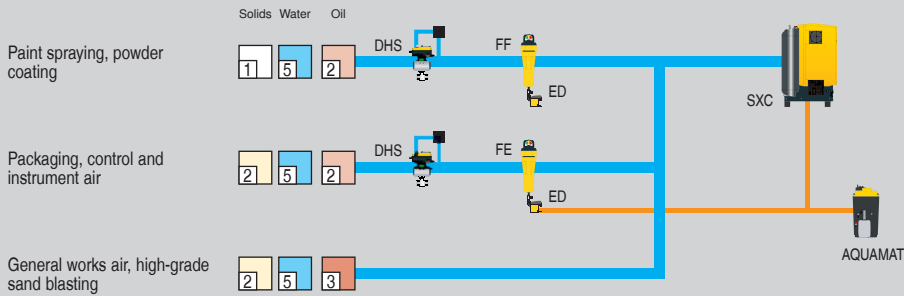 Solids Water Oil
DHS FF
Paint spraying, powder
coating
1 5 2
ED
SXC
Packaging, control and
instrument air
DHS FE
2 5 2
ED
AQUAMAT
General works air, high-grade
sand blasting
2 5 3